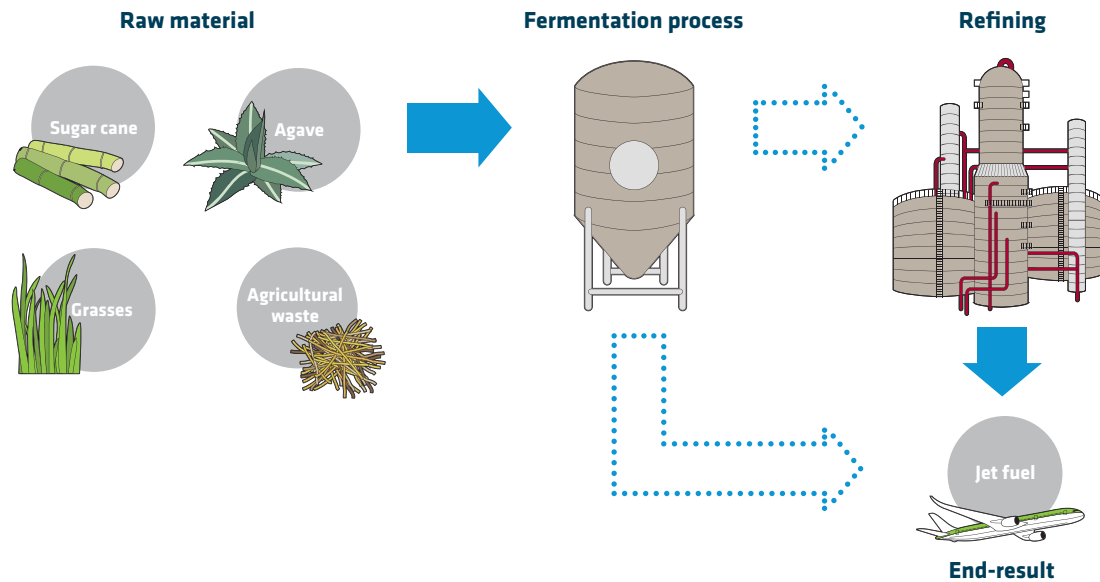 Raw material
Fermentation process
Refining
Sugar cane
Agave
Grasses
Agricultural
waste
Jet fuel
End-result